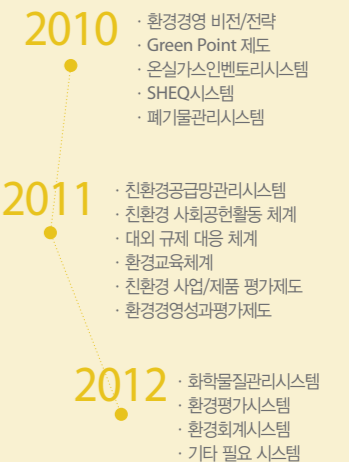 2010
· 환경경영 비전/전략
· Green Point 제도
· 온실가스인벤토리시스템
· SHEQ시스템
· 폐기물관리시스템
2011
· 친환경공급망관리시스템
· 친환경 사회공헌활동 체계
· 대외 규제 대응 체계
· 환경교육체계
· 친환경 사업/제품 평가제도
· 환경경영성과평가제도
2012
· 화학물질관리시스템
· 환경평가시스템
· 환경회계시스템
· 기타 필요 시스템